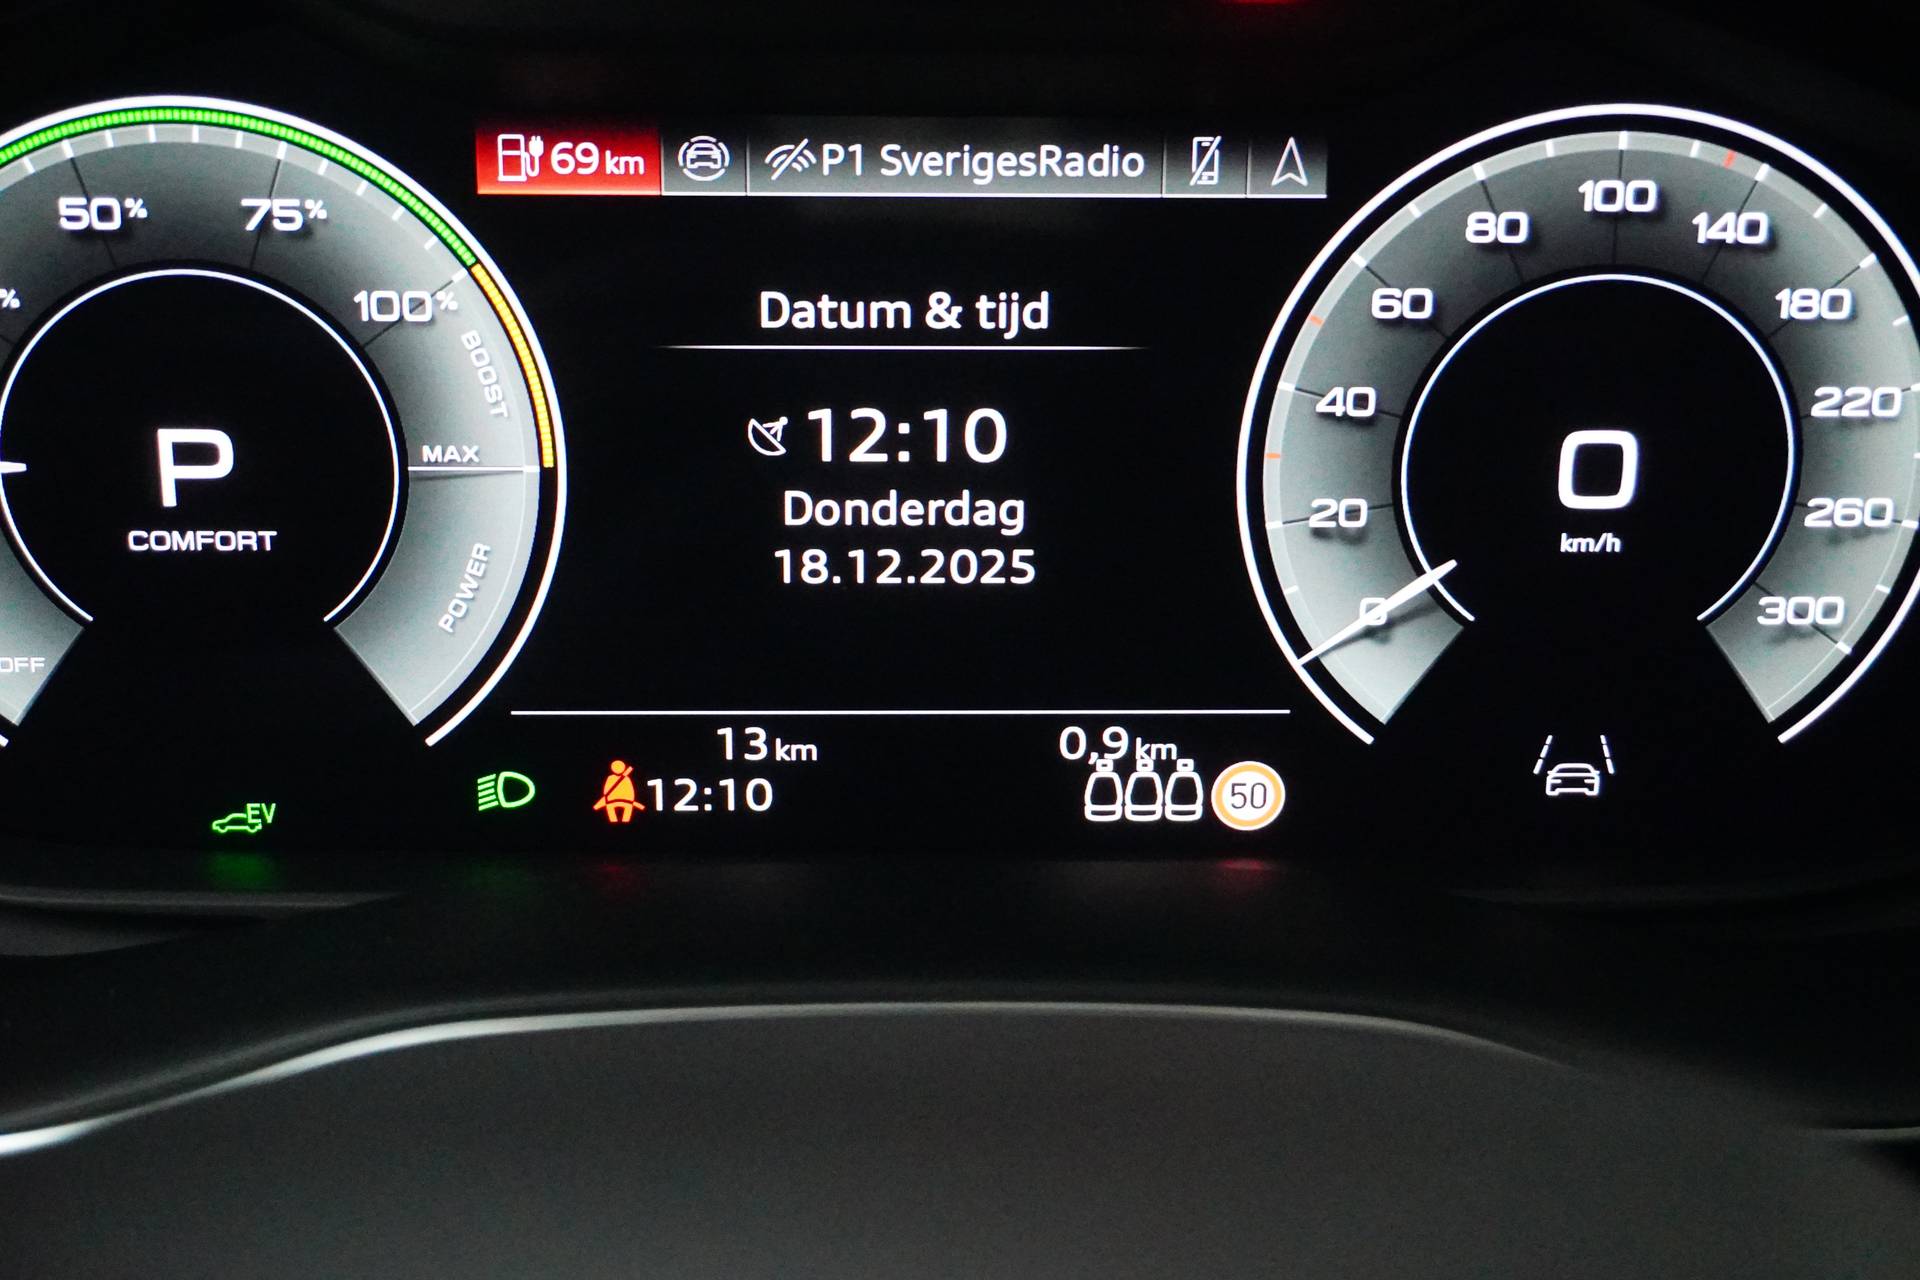 69 km
P1 SverigesRadio
50%
75%
100%
%
BOOST
MAX
POWER
OFF
P
COMFORT
Datum & tijd
12:10
Donderdag
18.12.2025
0
20
40
60
80
100
140
180
220
260
300
0
km/h
13 km
0,9 km
EV
12:10
50